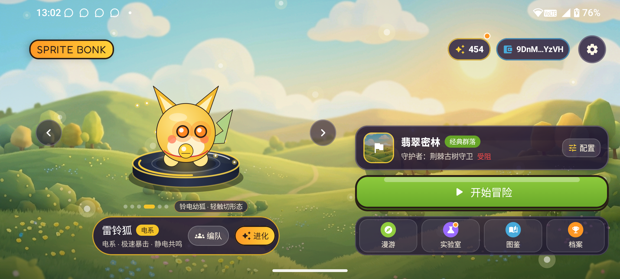 13:02
76%
SPRITE BONK
454
9DnM...YzVH
翡翠密林 经典群落
守护者：荆棘古树守卫 受阻
配置
开始冒险
铃电幼狐 · 轻触切形态
雷铃狐 电系
电系 · 极速暴击 · 静电共鸣
编队
进化
漫游
实验室
图鉴
档案